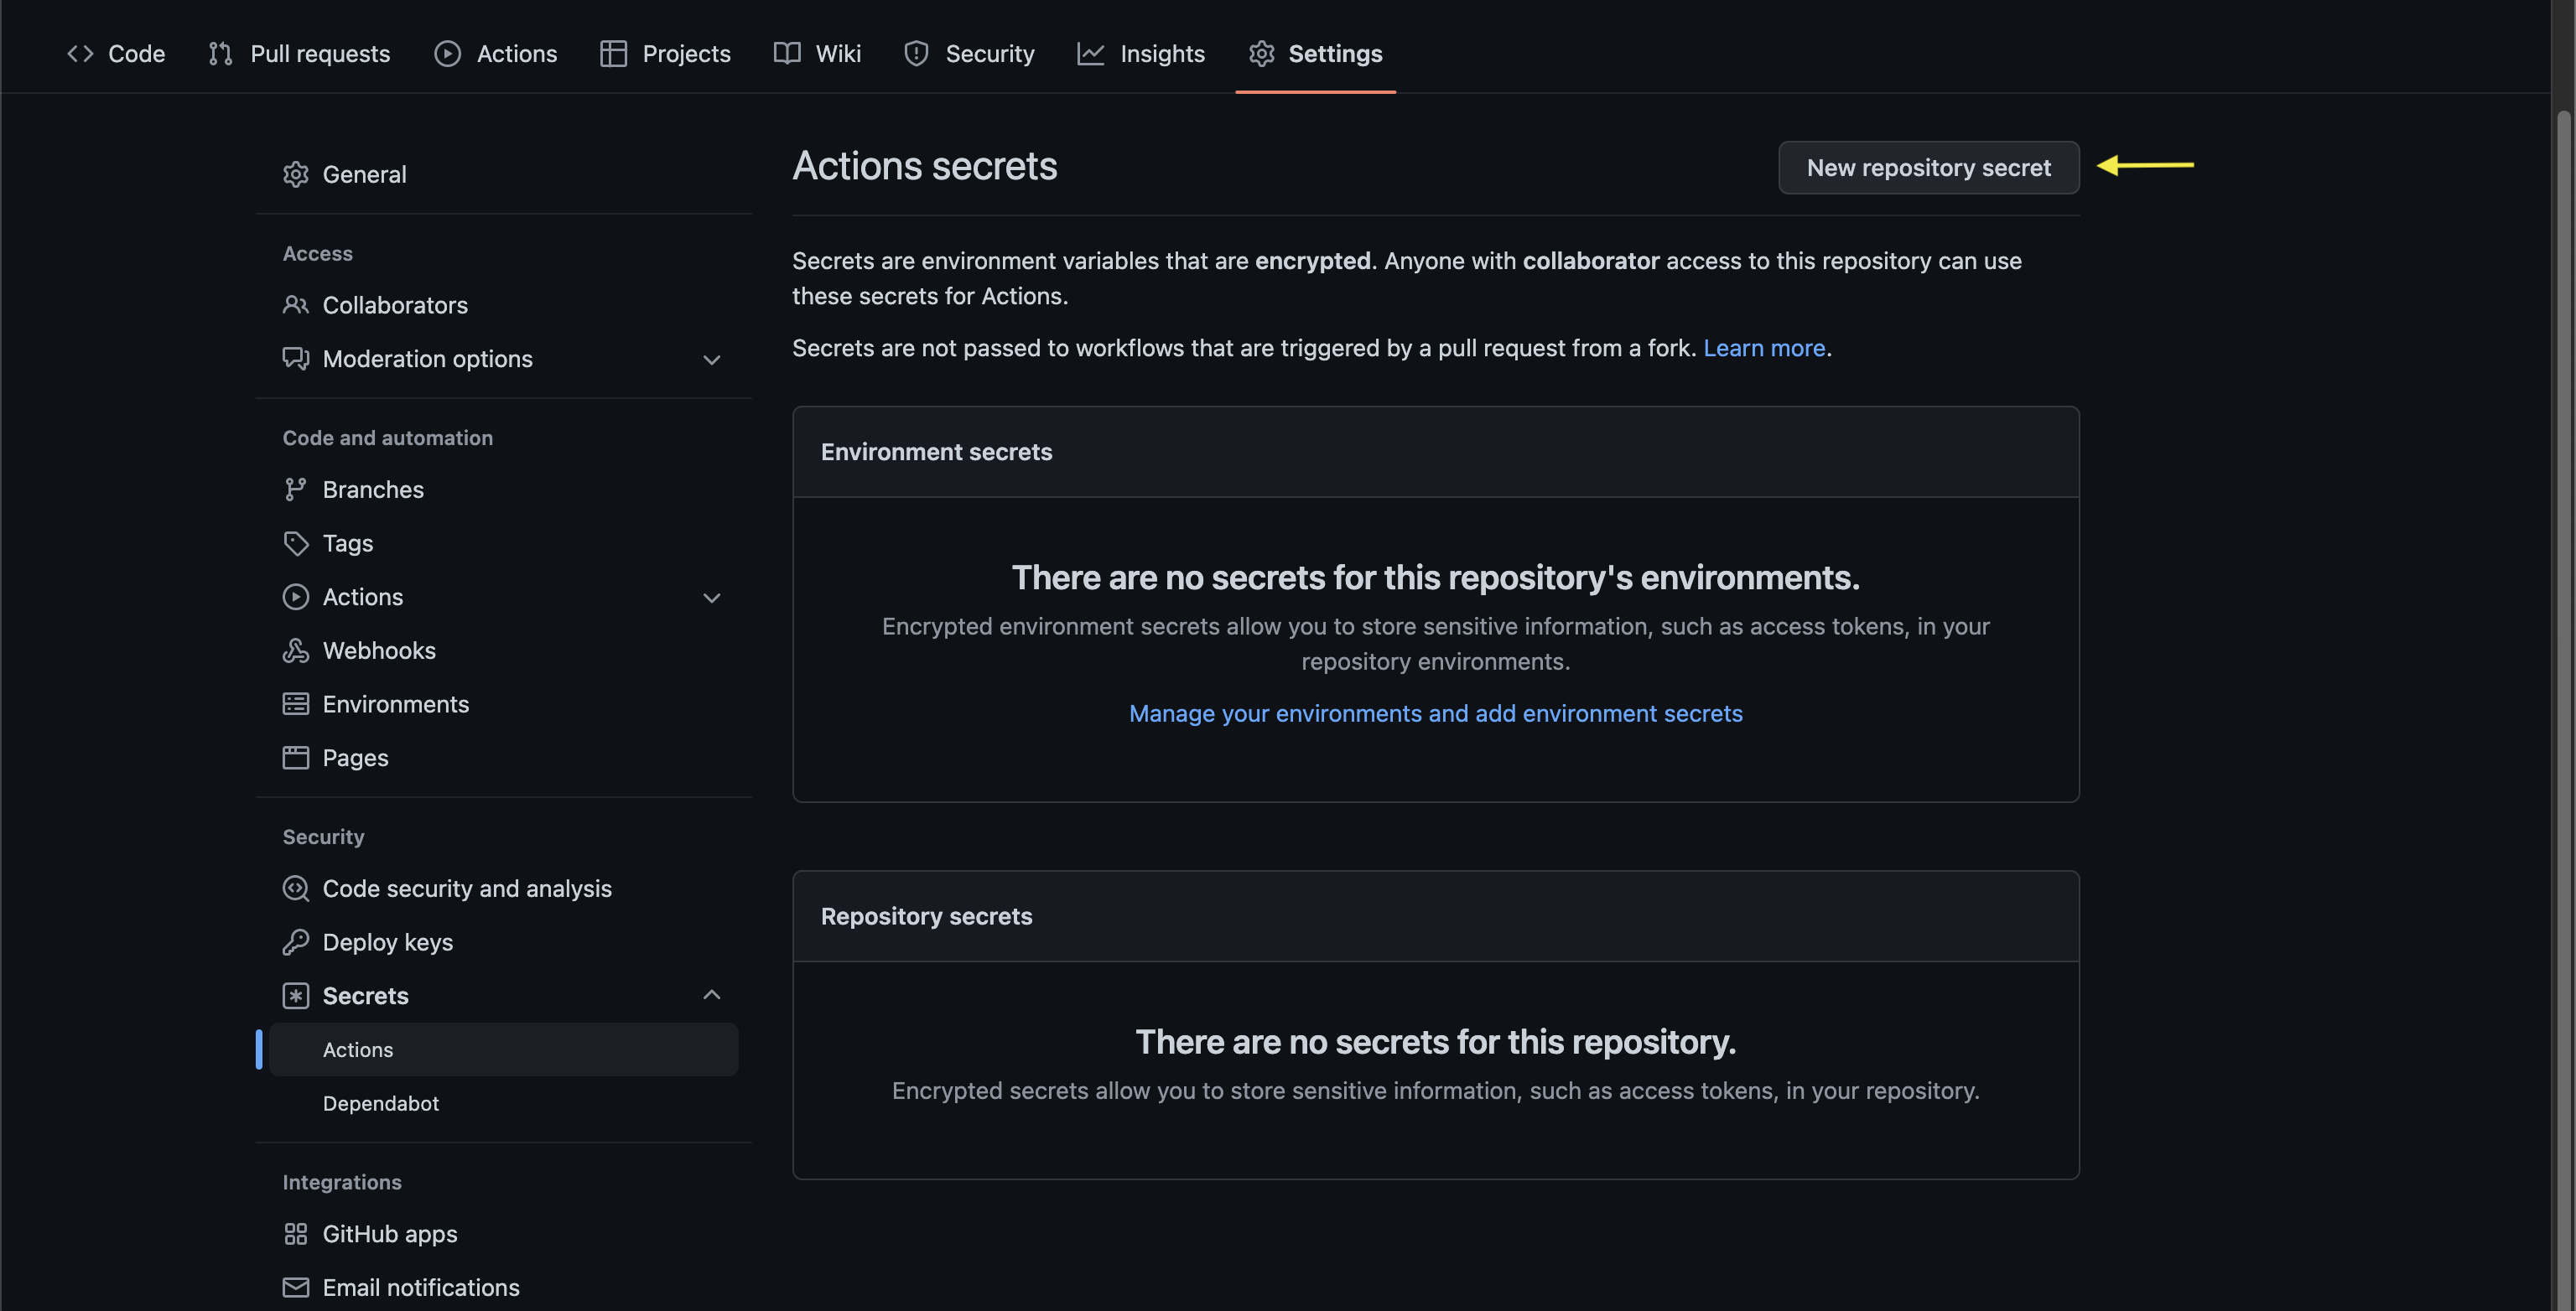 Code Pull requests Actions Projects Wiki Security Insights Settings
General
Access
Collaborators
Moderation options
Code and automation
Branches
Tags
Actions
Webhooks
Environments
Pages
Security
Code security and analysis
Deploy keys
Secrets
Actions
Dependabot
Integrations
GitHub apps
Email notifications
Actions secrets
New repository secret
Secrets are environment variables that are encrypted. Anyone with collaborator access to this repository can use
these secrets for Actions.
Secrets are not passed to workflows that are triggered by a pull request from a fork. Learn more.
Environment secrets
There are no secrets for this repository's environments.
Encrypted environment secrets allow you to store sensitive information, such as access tokens, in your
repository environments.
Manage your environments and add environment secrets
Repository secrets
There are no secrets for this repository.
Encrypted secrets allow you to store sensitive information, such as access tokens, in your repository.